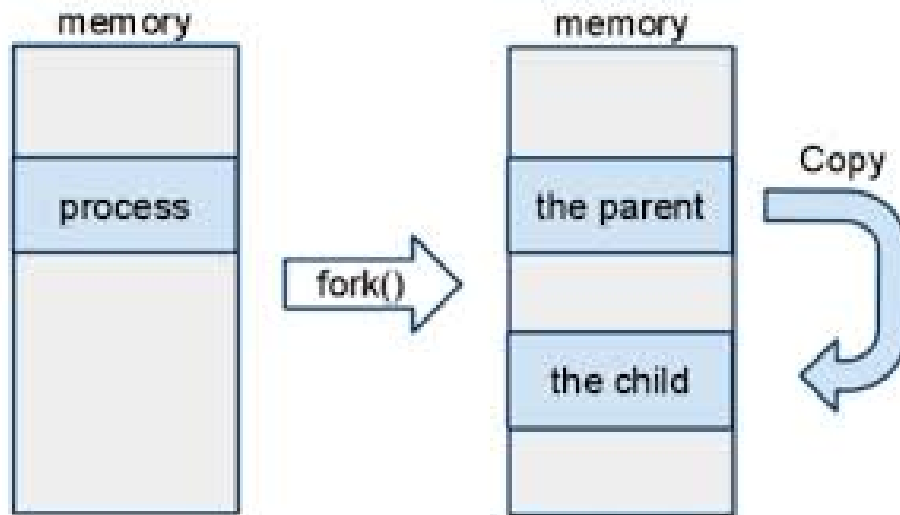 memory
process
fork()
memory
the parent
the child
Copy